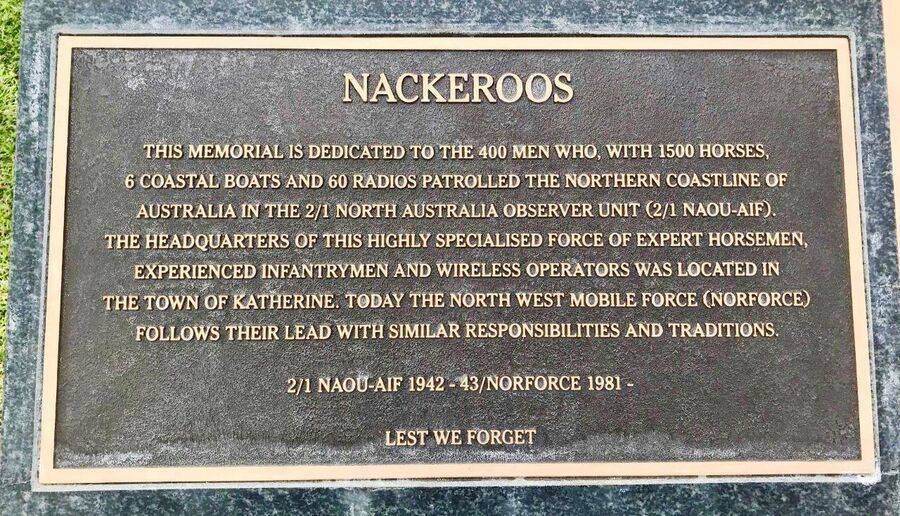 NACKEROOS
THIS MEMORIAL IS DEDICATED TO THE 400 MEN WHO, WITH 1500 HORSES,
6 COASTAL BOATS AND 60 RADIOS PATROLLED THE NORTHERN COASTLINE OF
AUSTRALIA IN THE 2/1 NORTH AUSTRALIA OBSERVER UNIT (2/1 NAOU-AIF).
THE HEADQUARTERS OF THIS HIGHLY SPECIALISED FORCE OF EXPERT HORSEMEN,
EXPERIENCED INFANTRYMEN AND WIRELESS OPERATORS WAS LOCATED IN
THE TOWN OF KATHERINE. TODAY THE NORTH WEST MOBILE FORCE (NORFORCE)
FOLLOWS THEIR LEAD WITH SIMILAR RESPONSIBILITIES AND TRADITIONS.
2/1 NAOU-AIF 1942 - 43/NORFORCE 1981 -
LEST WE FORGET